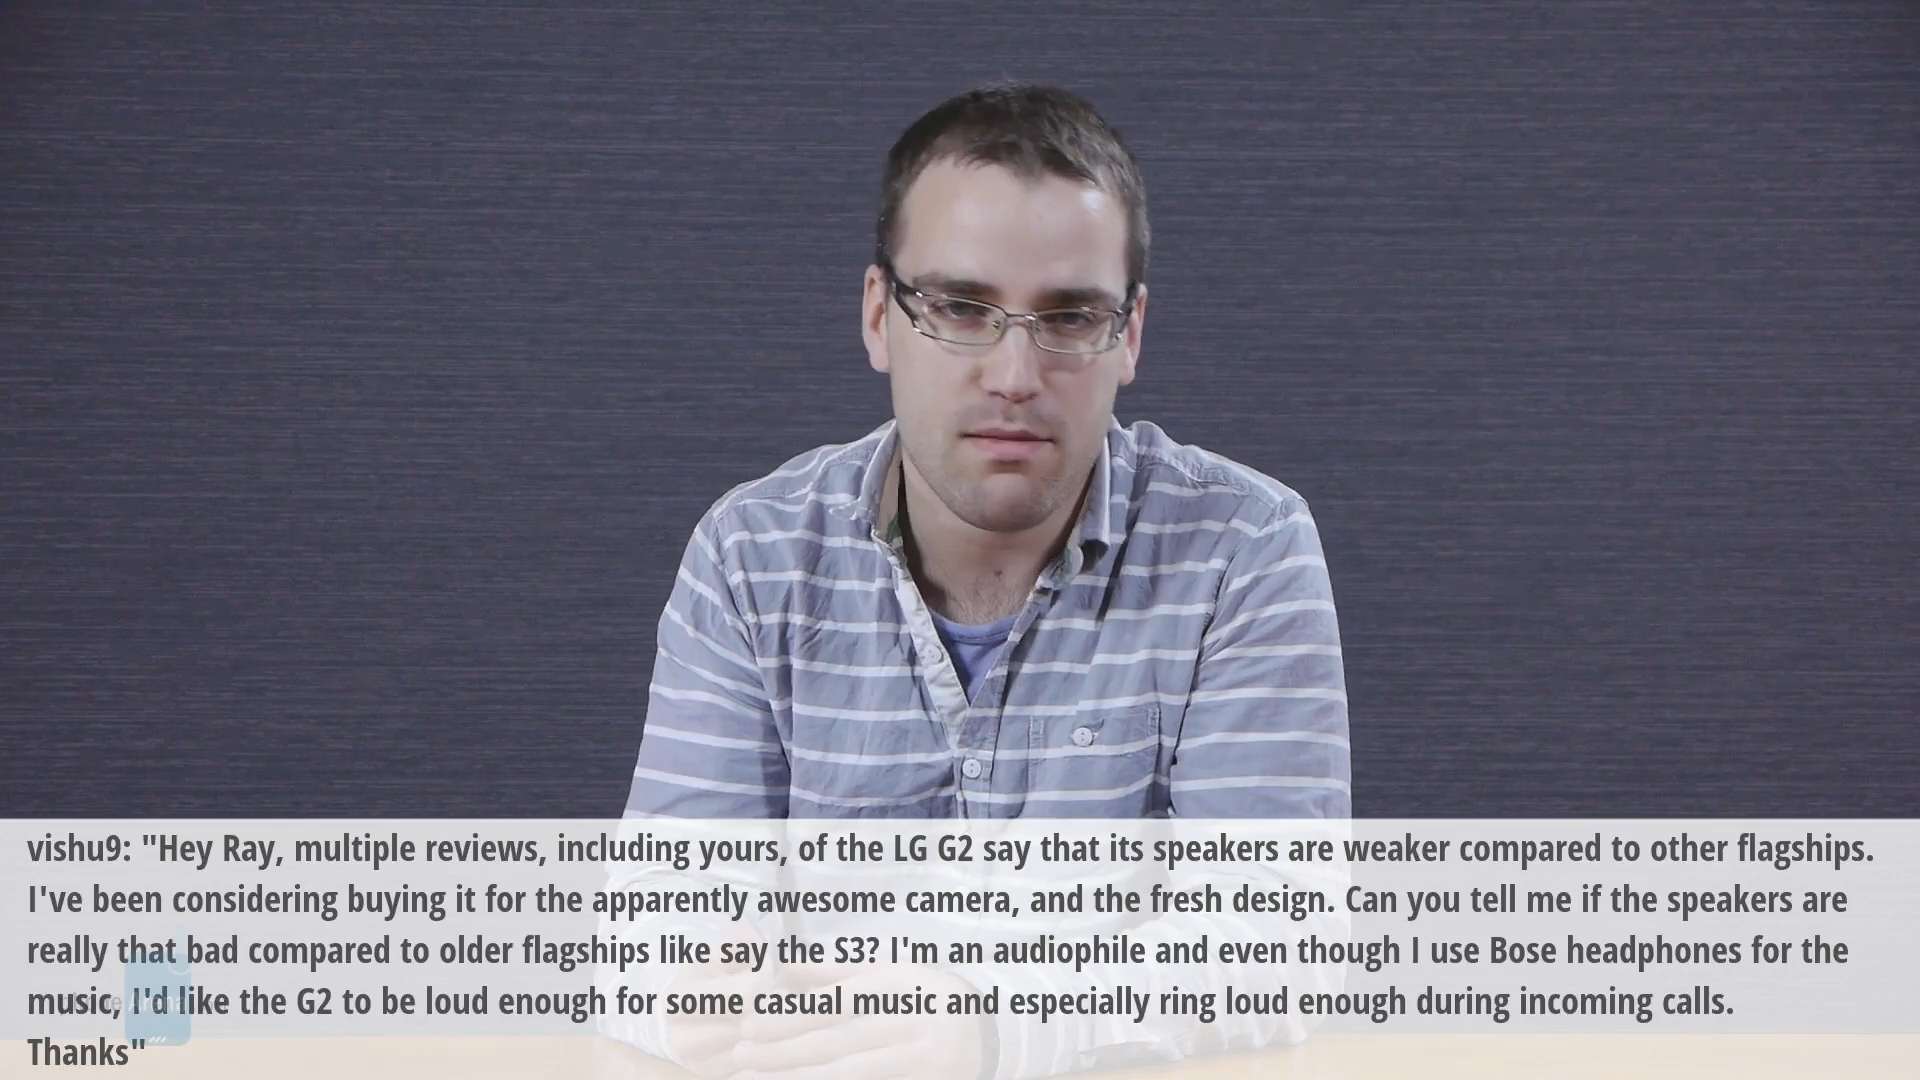 vishu9: "Hey Ray, multiple reviews, including yours, of the LG G2 say that its speakers are weaker compared to other flagships.
I've been considering buying it for the apparently awesome camera, and the fresh design. Can you tell me if the speakers are
really that bad compared to older flagships like say the S3? I'm an audiophile and even though I use Bose headphones for the
music, I'd like the G2 to be loud enough for some casual music and especially ring loud enough during incoming calls.
Thanks"